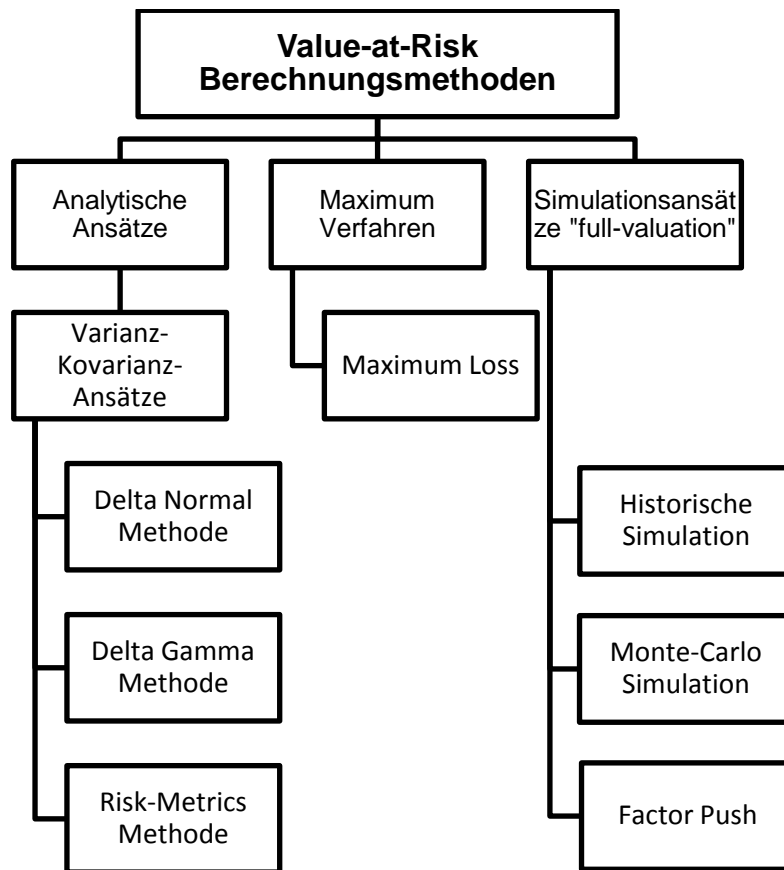 Value-at-Risk
Berechnungsmethoden
Analytische
Ansätze
Maximum
Verfahren
Simulationsansät
ze "full-valuation"
Varianz-
Kovarianz-
Ansätze
Maximum Loss
Delta Normal
Methode
Historische
Simulation
Delta Gamma
Methode
Monte-Carlo
Simulation
Risk-Metrics
Methode
Factor Push